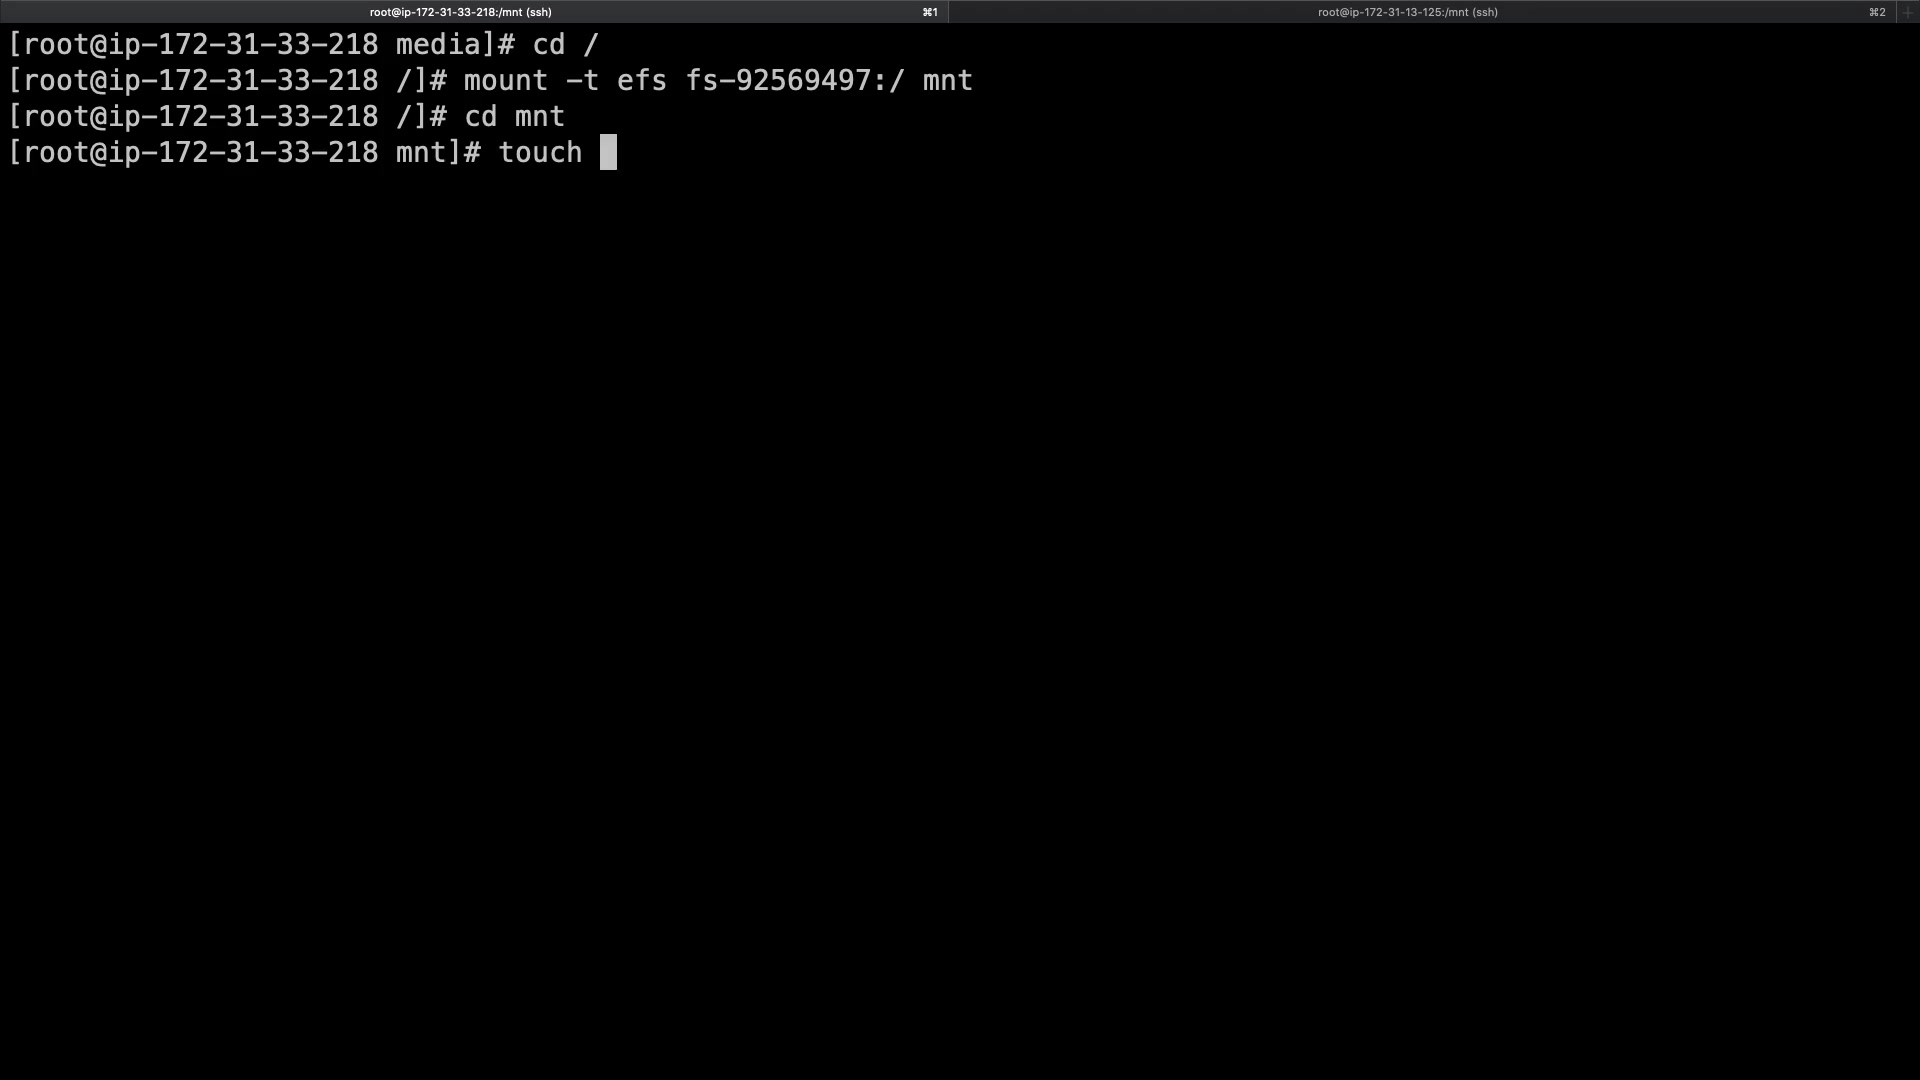 root@ip-172-31-33-218:/mnt (ssh) ⌘1 root@ip-172-31-13-125:/mnt (ssh) ⌘2 +
[root@ip-172-31-33-218 media]# cd /
[root@ip-172-31-33-218 /]# mount -t efs fs-92569497:/ mnt
[root@ip-172-31-33-218 /]# cd mnt
[root@ip-172-31-33-218 mnt]# touch